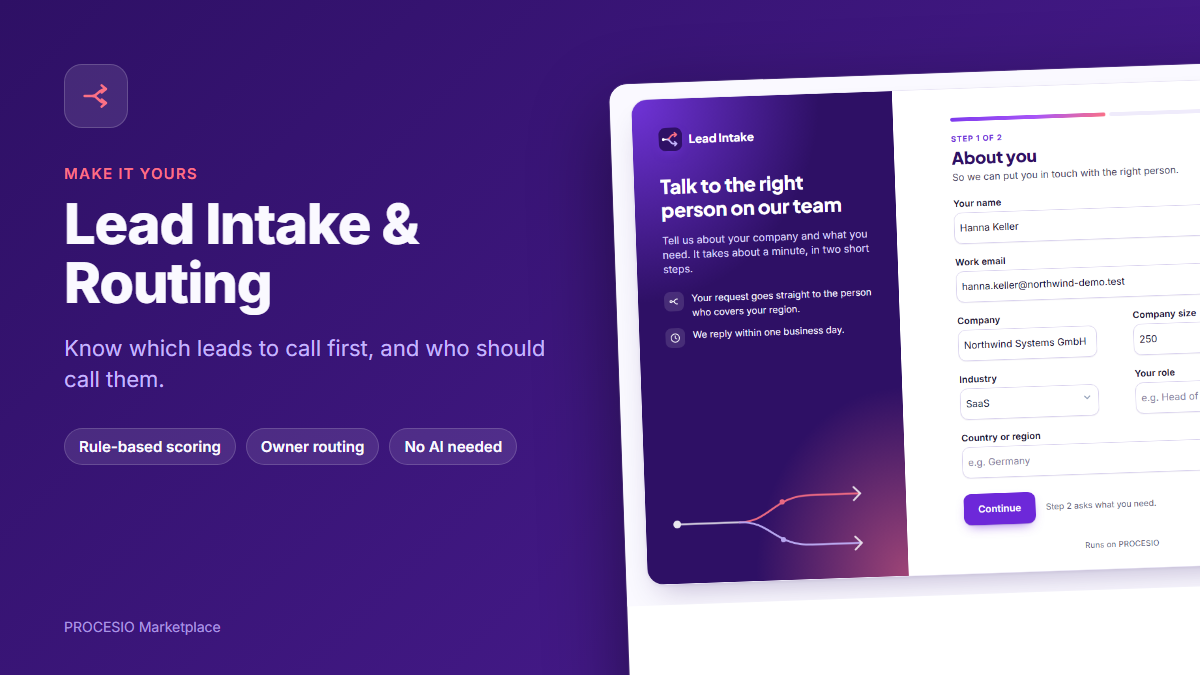 MAKE IT YOURS
Lead Intake &
Routing
Know which leads to call first, and who should
call them.
Rule-based scoring
Owner routing
No AI needed
PROCESIO Marketplace
Lead Intake
Talk to the right
person on our team
Tell us about your company and what you
need. It takes about a minute, in two short
steps.
Your request goes straight to the person
who covers your region.
We reply within one business day.
STEP 1 OF 2
About you
So we can put you in touch with the right person.
Your name
Hanna Keller
Work email
hanna.keller@northwind-demo.test
Company
Company size
Northwind Systems GmbH
250
Industry
Your role
SaaS
e.g. Head of
Country or region
e.g. Germany
Continue
Step 2 asks what you need.
Runs on PROCESIO